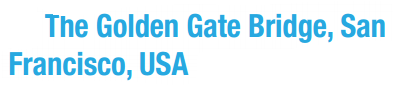 The Golden Gate Bridge, San
Francisco, USA